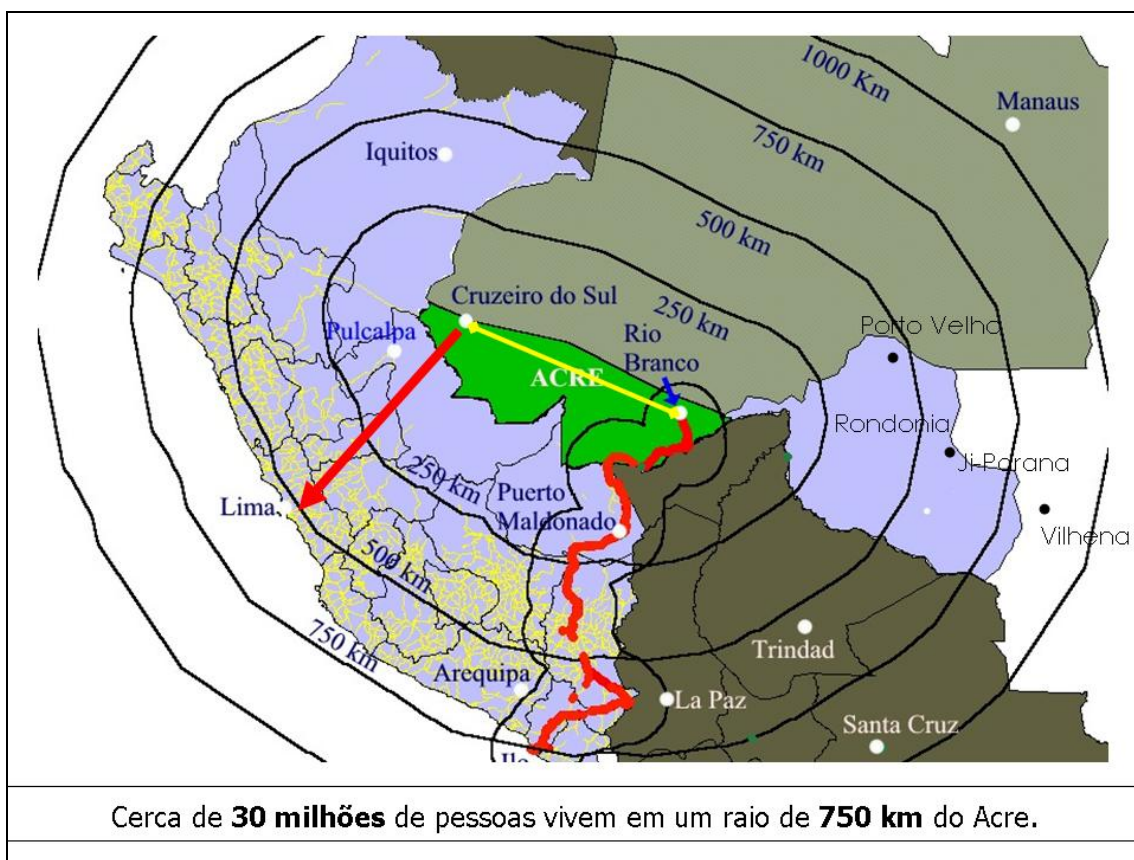 1000 Km
Manaus
750 km
Iquitos
500 km
Cruzeiro do Sul
250 km
Porto Velho
Pulcalpa
Rio
Branco
ACRE
Rondonia
Ji-Parana
250 km
Puerto
Maldonado
Lima
Vilhena
500 km
750 km
Trindad
Arequipa
La Paz
Santa Cruz
Cerca de 30 milhões de pessoas vivem em um raio de 750 km do Acre.